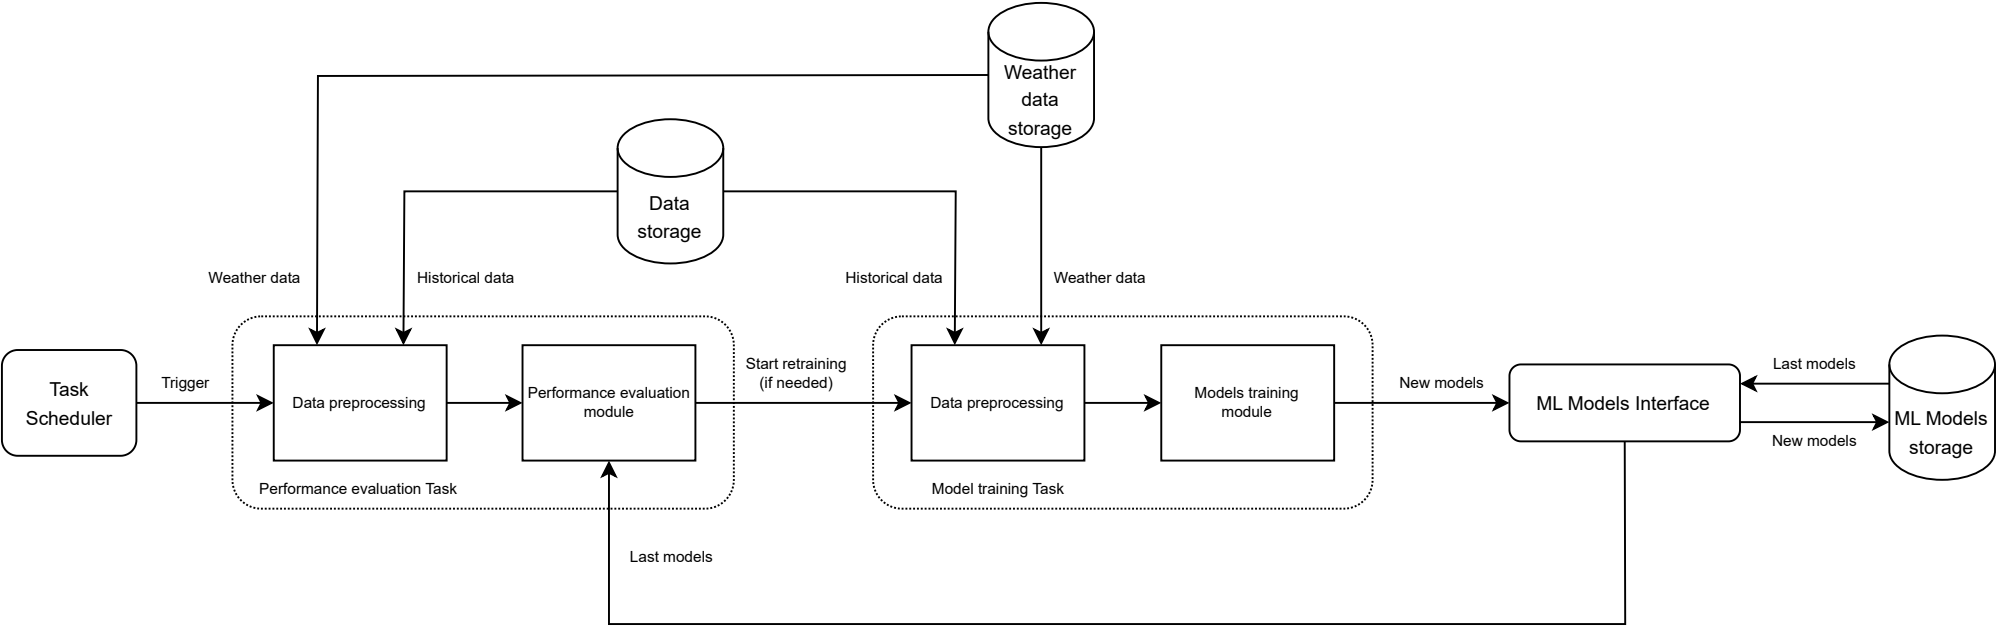 Weather
data
storage
Data
storage
Weather data
Historical data
Historical data
Weather data
Task
Scheduler
Trigger
Data preprocessing
Performance evaluation
module
Performance evaluation Task
Start retraining
(if needed)
Data preprocessing
Models training
module
Model training Task
New models
ML Models Interface
Last models
New models
ML Models
storage
Last models